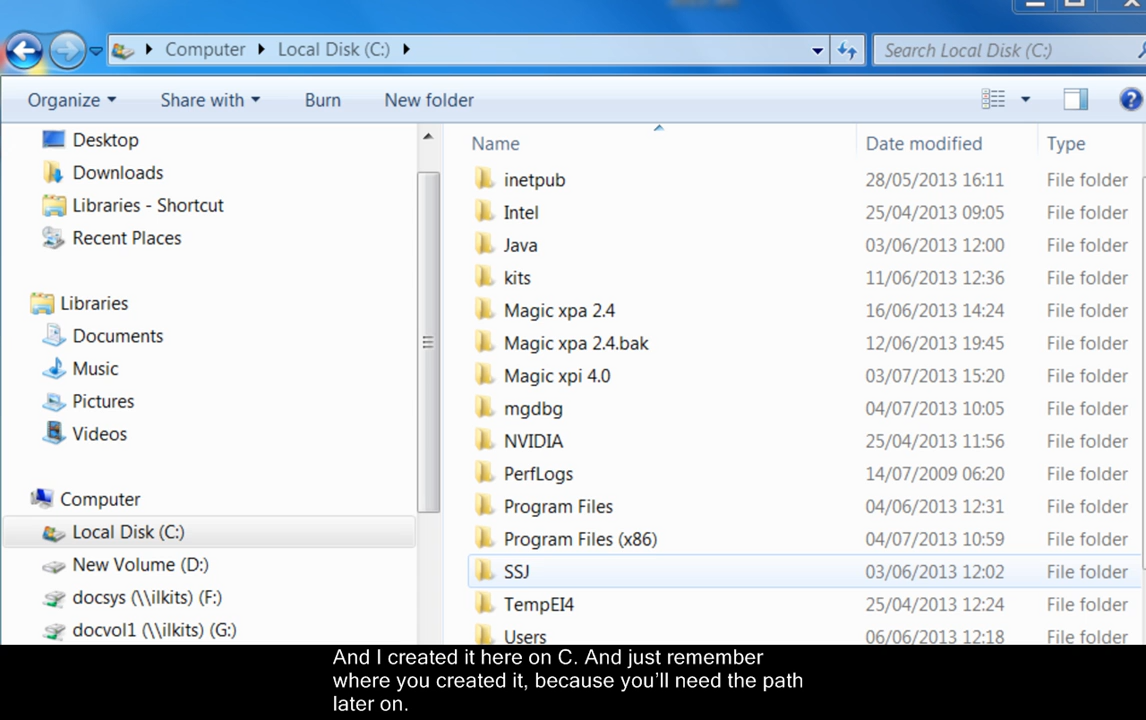 Computer Local Disk (C:) Search Local Disk (C:)
Organize Share with Burn New folder
Desktop
Downloads
Libraries - Shortcut
Recent Places
Libraries
Documents
Music
Pictures
Videos
Computer
Local Disk (C:)
New Volume (D:)
docsys (\\ilkits) (F:)
docvol1 (\\ilkits) (G:)
Name Date modified Type
inetpub 28/05/2013 16:11 File folder
Intel 25/04/2013 09:05 File folder
Java 03/06/2013 12:00 File folder
kits 11/06/2013 12:36 File folder
Magic xpa 2.4 16/06/2013 14:24 File folder
Magic xpa 2.4.bak 12/06/2013 19:45 File folder
Magic xpi 4.0 03/07/2013 15:20 File folder
mgdbg 04/07/2013 10:05 File folder
NVIDIA 25/04/2013 11:56 File folder
PerfLogs 14/07/2009 06:20 File folder
Program Files 04/06/2013 12:31 File folder
Program Files (x86) 04/07/2013 10:59 File folder
SSJ 03/06/2013 12:02 File folder
TempEI4 25/04/2013 12:24 File folder
Users 06/06/2013 12:18 File folder
And I created it here on C. And just remember
where you created it, because you’ll need the path
later on.